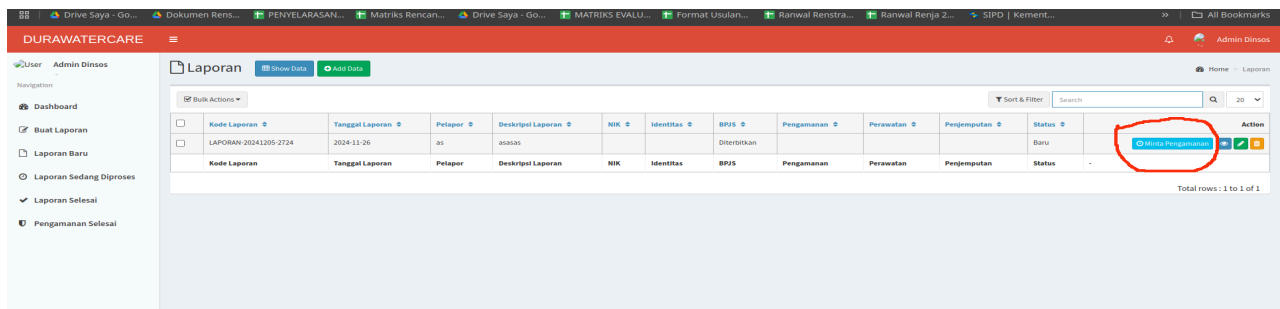 Drive Saya - Go... Dokumen Rens... PENYELARASAN... Matriks Rencan... Drive Saya - Go... MATRIKS EVALU... Format Usulan... Ranwal Renstra... Ranwal Renja 2... SIPD | Kement... » All Bookmarks
DURAWATERCARE Admin Dinsos
User Admin Dinsos
Laporan Show Data Add Data Home Laporan
Navigation
Dashboard
Buat Laporan
Laporan Baru
Laporan Sedang Diproses
Laporan Selesai
Pengamanan Selesai
Bulk Actions Sort & Filter Search 20
Kode Laporan Tanggal Laporan Pelapor Deskripsi Laporan NIK Identitas BPJS Pengamanan Perawatan Penjemputan Status Action
LAPORAN-20241205-2724 2024-11-26 as asasas Diterbitkan Baru Minta Pengamanan
Kode Laporan Tanggal Laporan Pelapor Deskripsi Laporan NIK Identitas BPJS Pengamanan Perawatan Penjemputan Status -
Total rows : 1 to 1 of 1